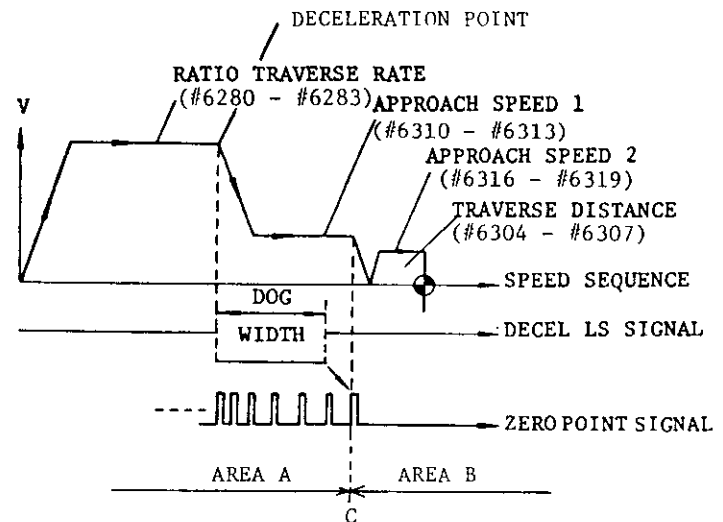 DECELERATION POINT
RATIO TRAVERSE RATE
(#6280 - #6283)
V
APPROACH SPEED 1
(#6310 - #6313)
APPROACH SPEED 2
(#6316 - #6319)
TRAVERSE DISTANCE
(#6304 - #6307)
SPEED SEQUENCE
DOG
WIDTH
DECEL LS SIGNAL
ZERO POINT SIGNAL
AREA A
AREA B
C